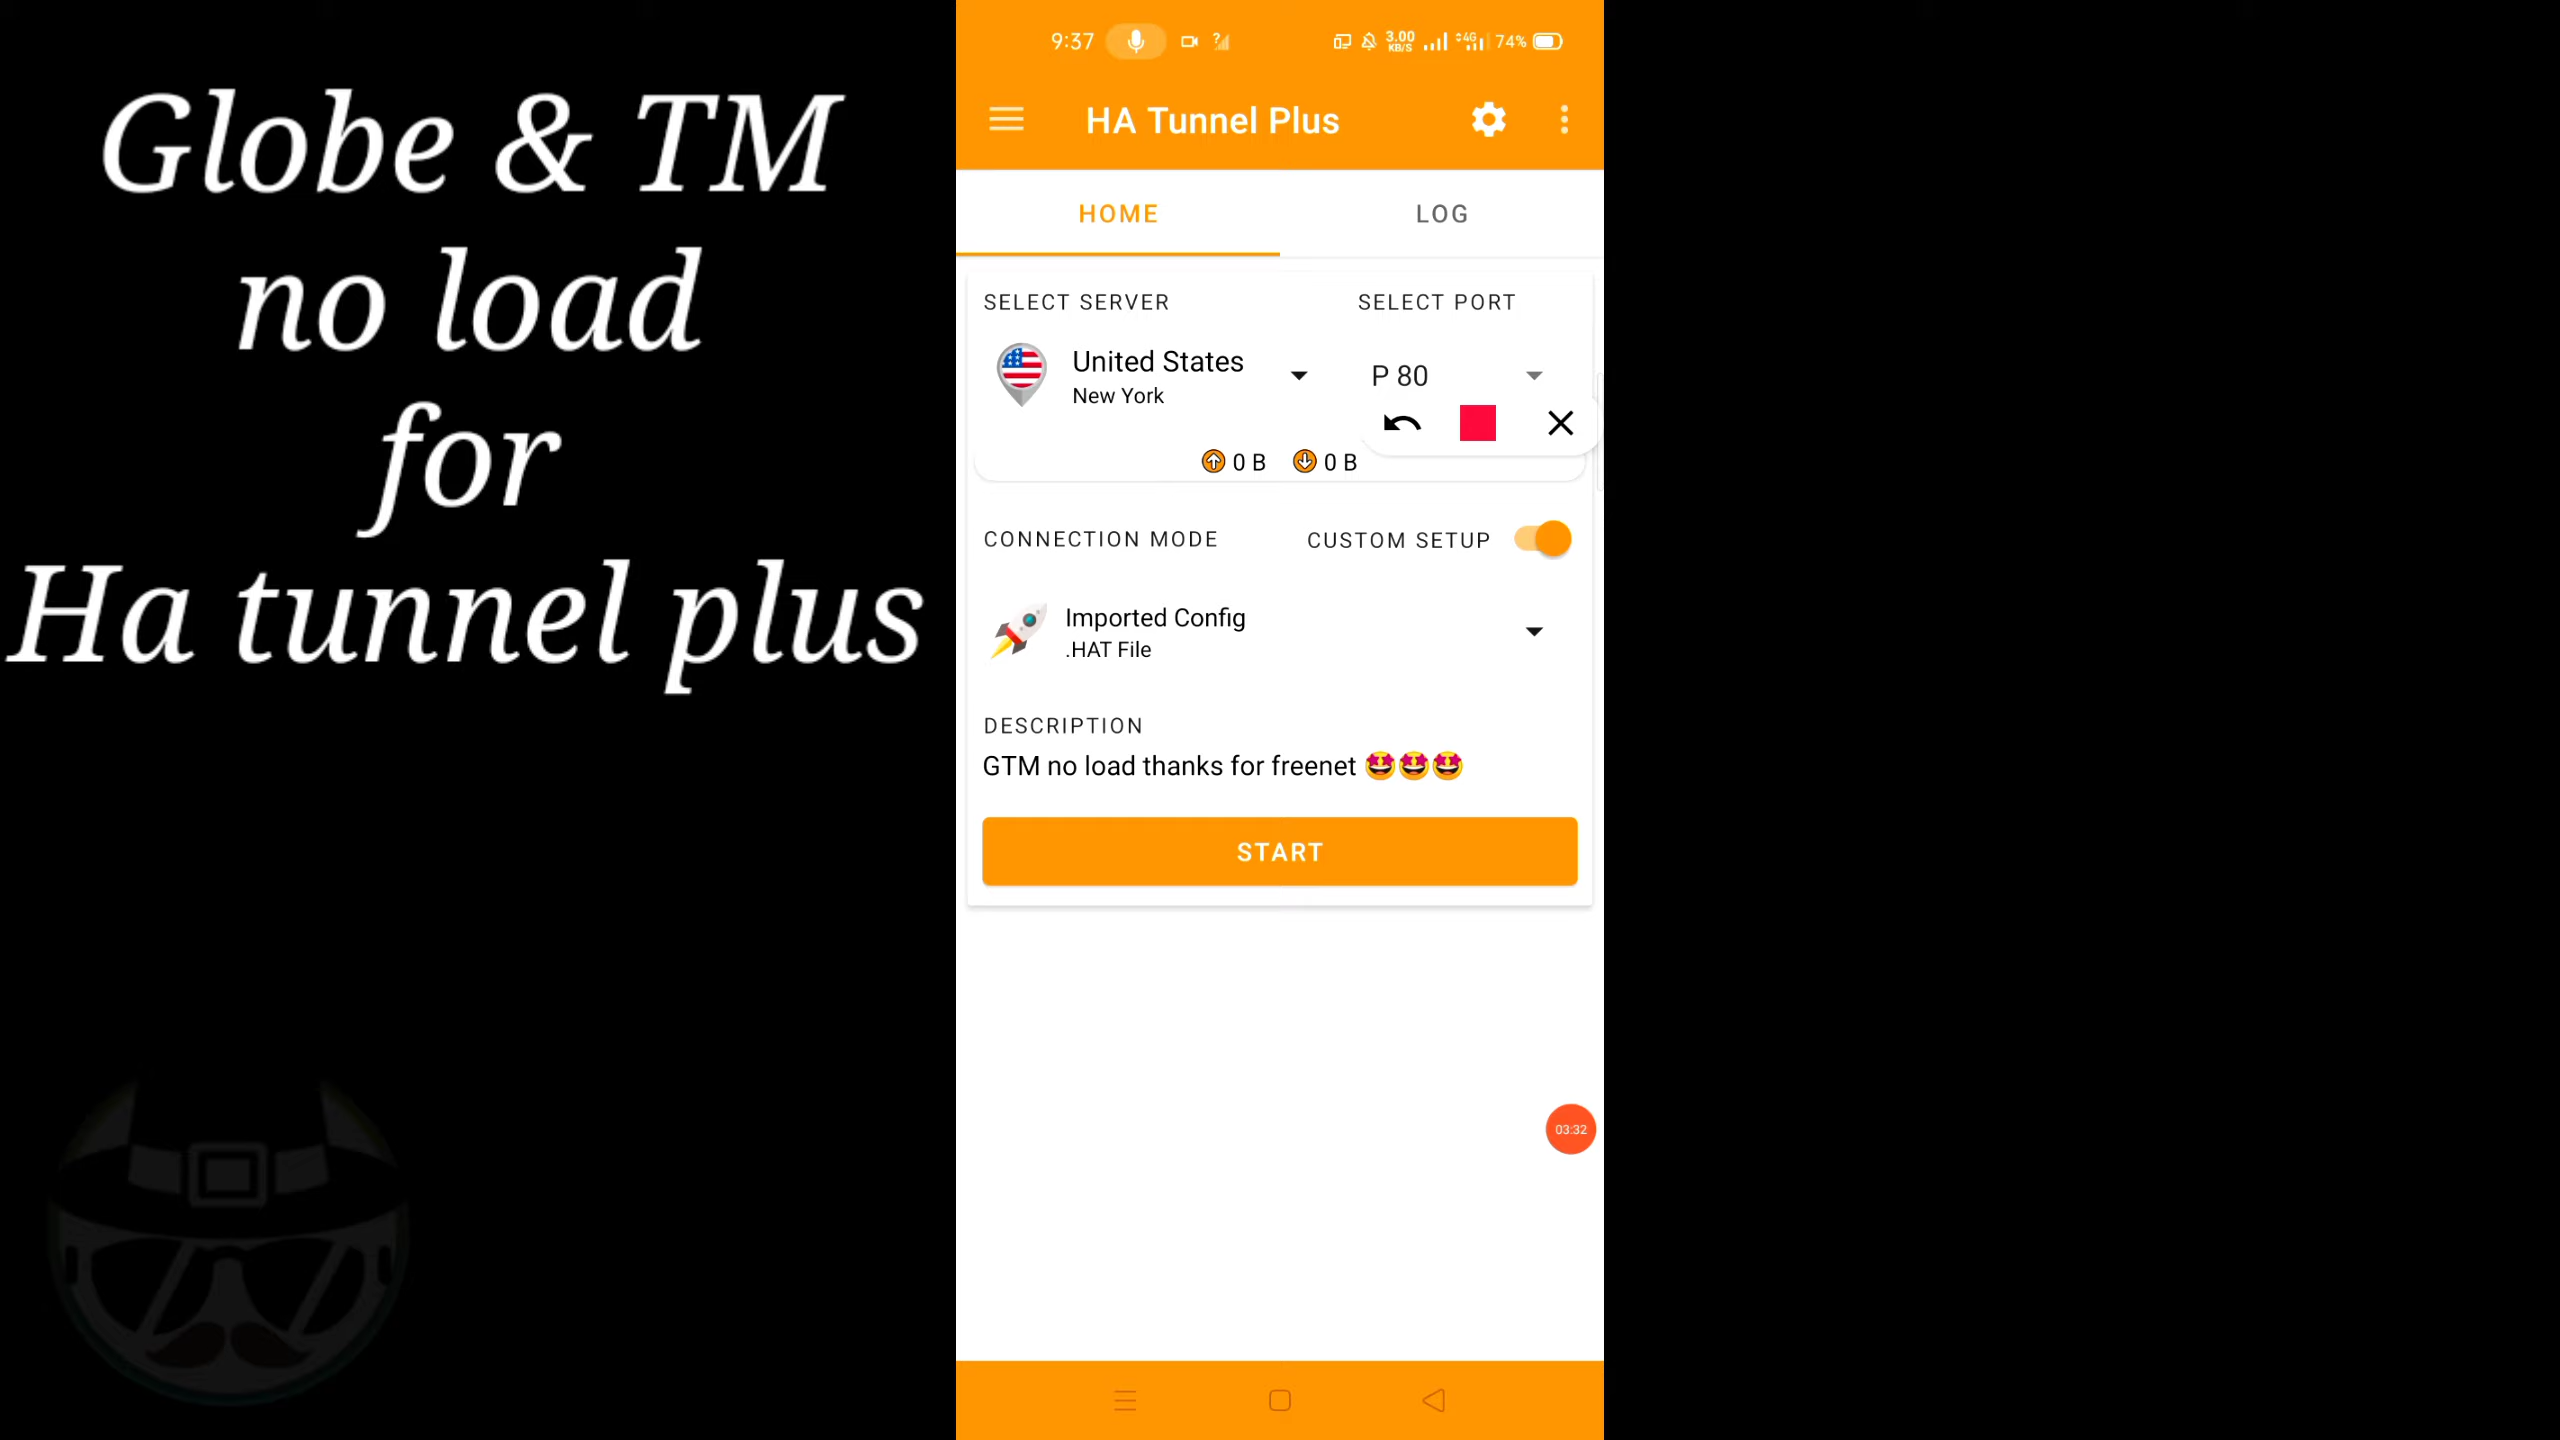 Globe & TM
no load
for
Ha tunnel plus
9:37
3.00 KB/S
4G
74%
HA Tunnel Plus
HOME
LOG
SELECT SERVER
SELECT PORT
United States
New York
P 80
0 B
0 B
CONNECTION MODE
CUSTOM SETUP
Imported Config
.HAT File
DESCRIPTION
GTM no load thanks for freenet 🤩🤩🤩
START
03:32